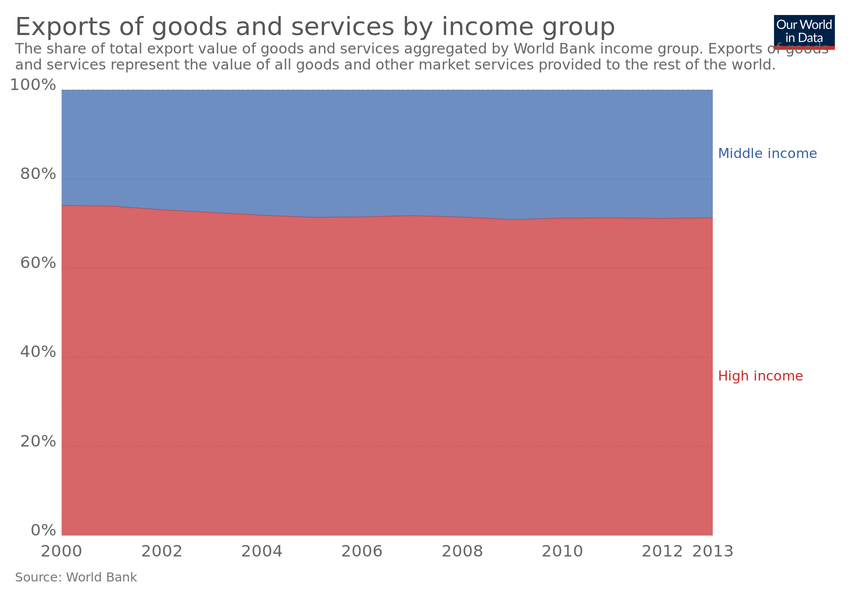 Exports of goods and services by income group
Our World
in Data
The share of total export value of goods and services aggregated by World Bank income group. Exports of goods
and services represent the value of all goods and other market services provided to the rest of the world.
100%
80%
60%
40%
20%
0%
Middle income
High income
2000 2002 2004 2006 2008 2010 2012 2013
Source: World Bank